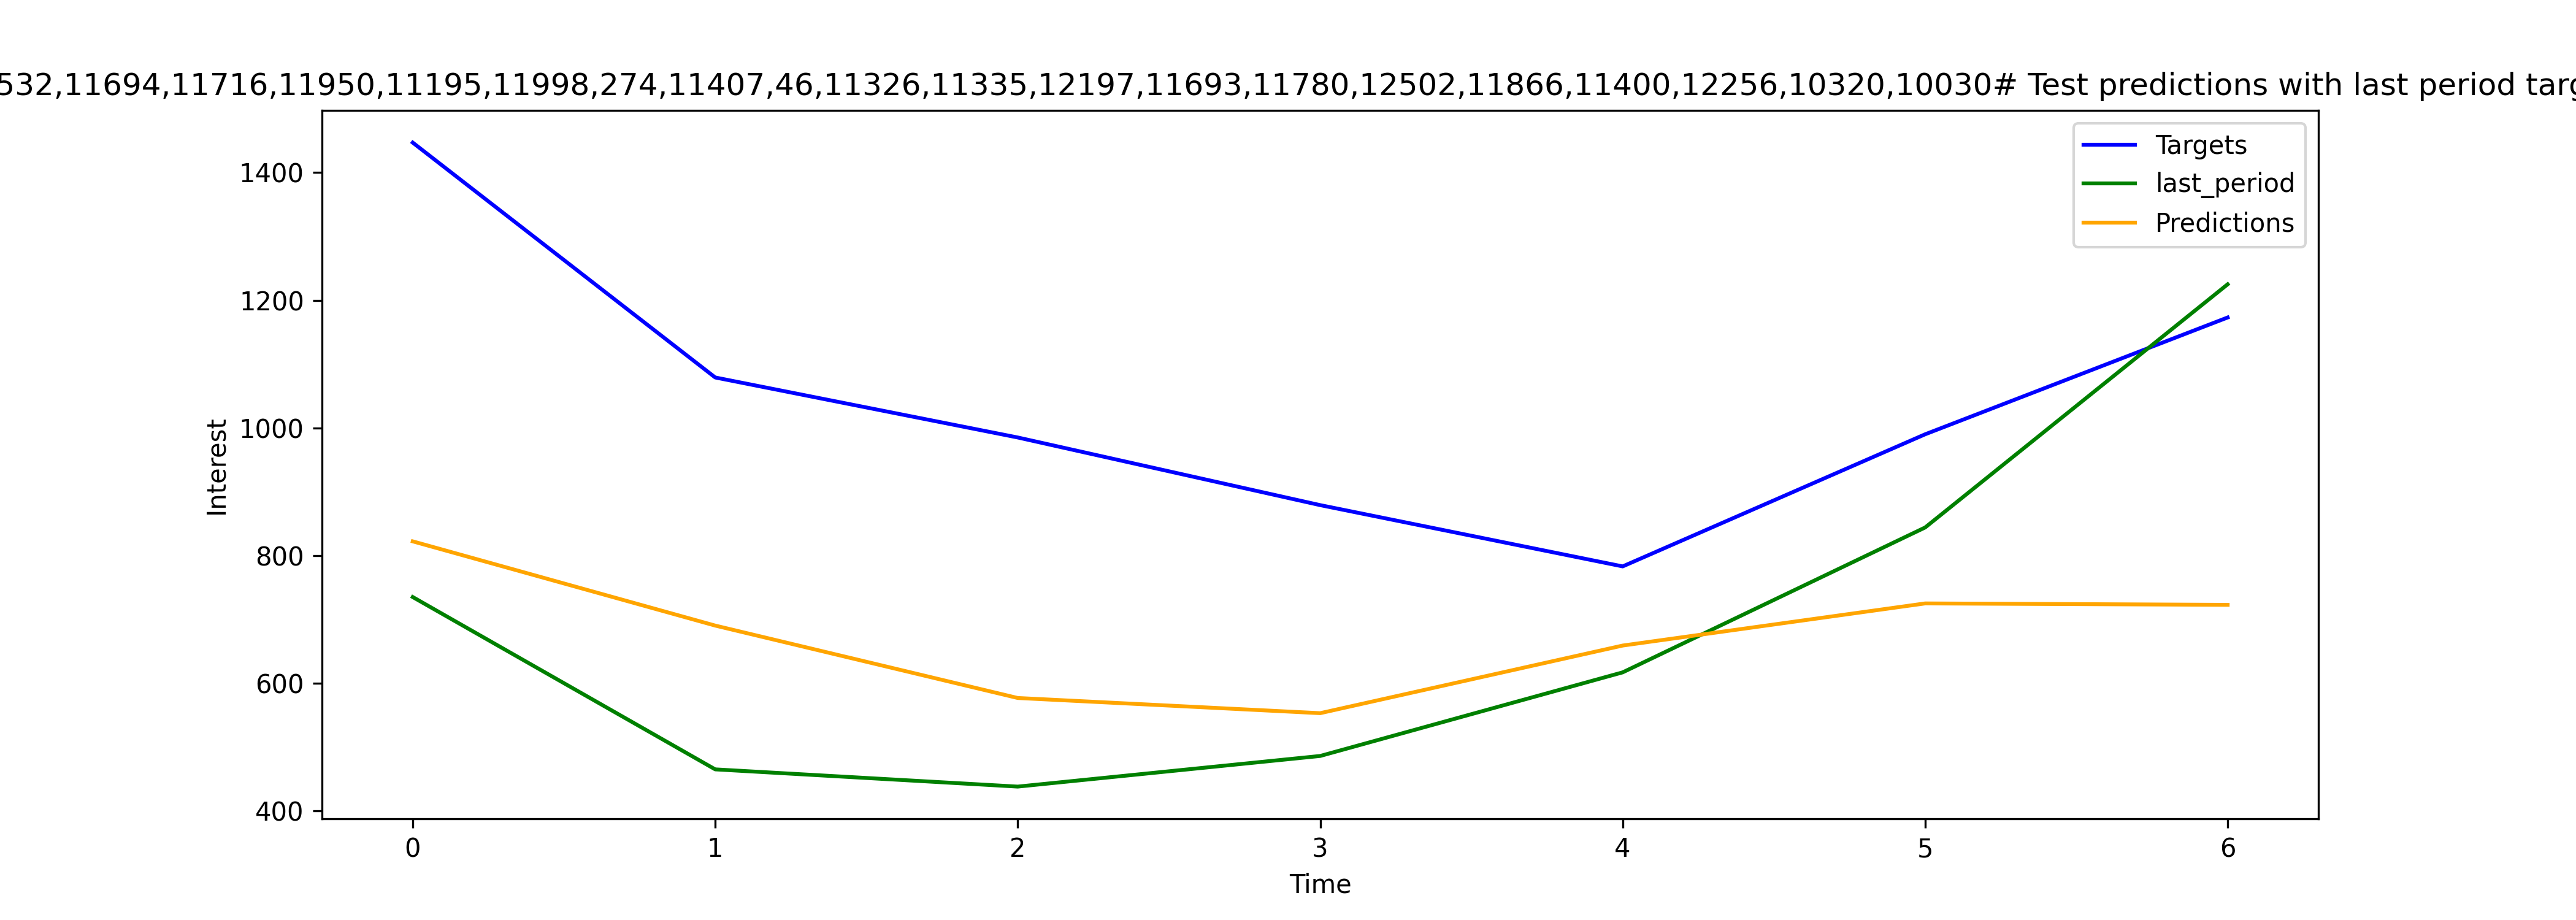 532,11694,11716,11950,11195,11998,274,11407,46,11326,11335,12197,11693,11780,12502,11866,11400,12256,10320,10030# Test predictions with last period targ
Targets
last_period
Predictions
Interest
1400
1200
1000
800
600
400
0 1 2 3 4 5 6
Time